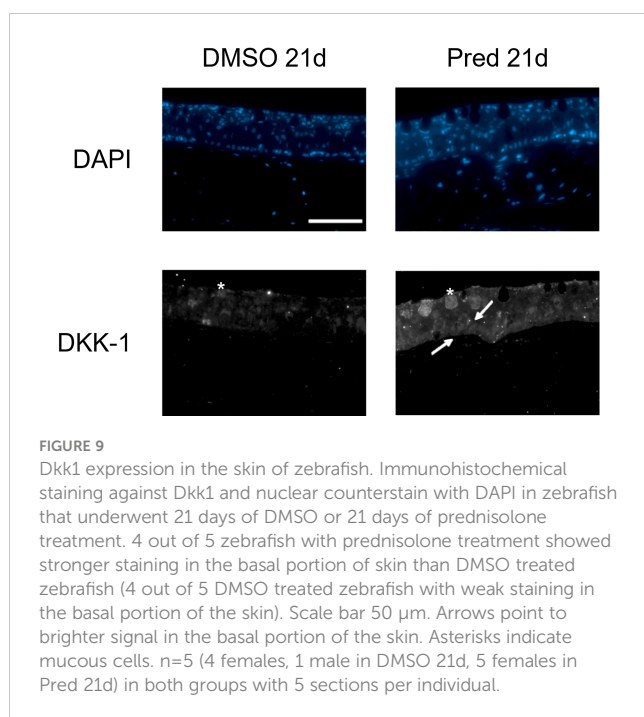 DMSO 21d Pred 21d
DAPI
*
*
DKK-1
FIGURE 9
Dkk1 expression in the skin of zebrafish. Immunohistochemical
staining against Dkk1 and nuclear counterstain with DAPI in zebrafish
that underwent 21 days of DMSO or 21 days of prednisolone
treatment. 4 out of 5 zebrafish with prednisolone treatment showed
stronger staining in the basal portion of skin than DMSO treated
zebrafish (4 out of 5 DMSO treated zebrafish with weak staining in
the basal portion of the skin). Scale bar 50 µm. Arrows point to
brighter signal in the basal portion of the skin. Asterisks indicate
mucous cells. n=5 (4 females, 1 male in DMSO 21d, 5 females in
Pred 21d) in both groups with 5 sections per individual.